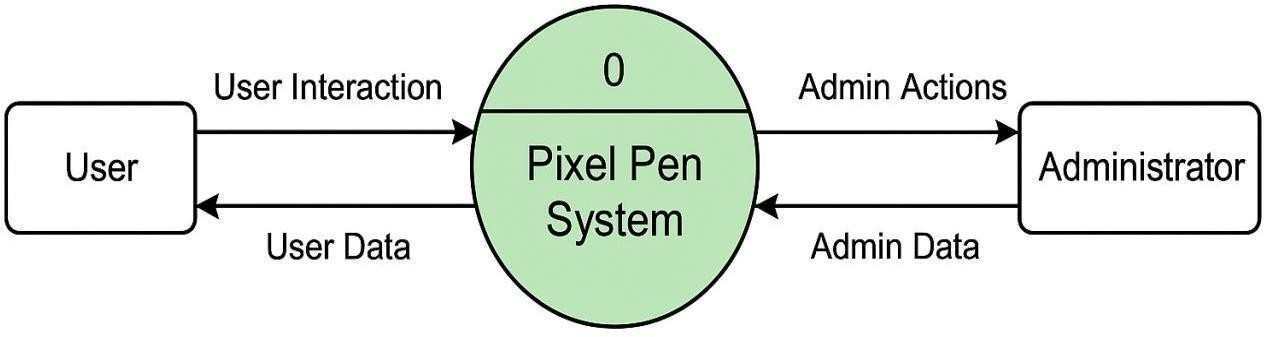 User
User Interaction
User Data
0
Pixel Pen
System
Admin Actions
Admin Data
Administrator